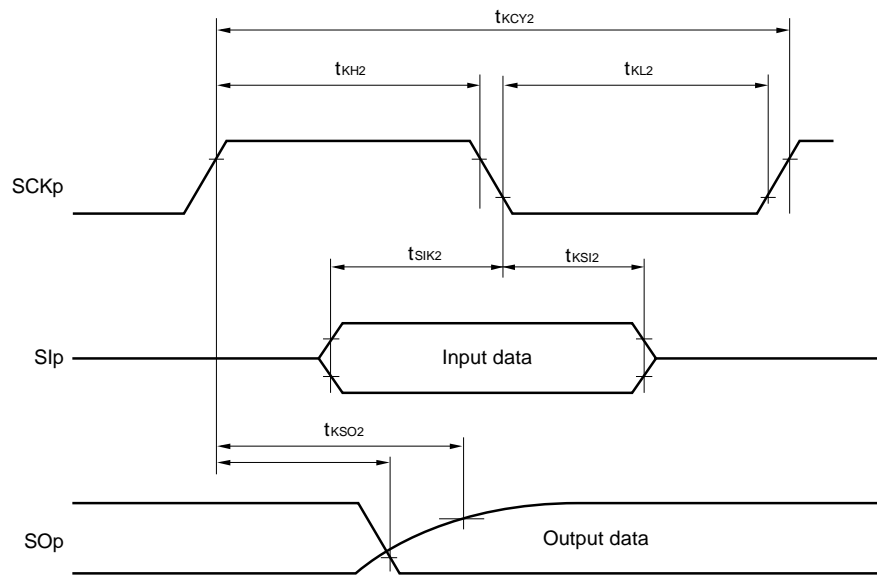 tKCY2
tKH2
tKL2
SCKp
tSIK2
tKSI2
SIp
Input data
tKSO2
SOp
Output data